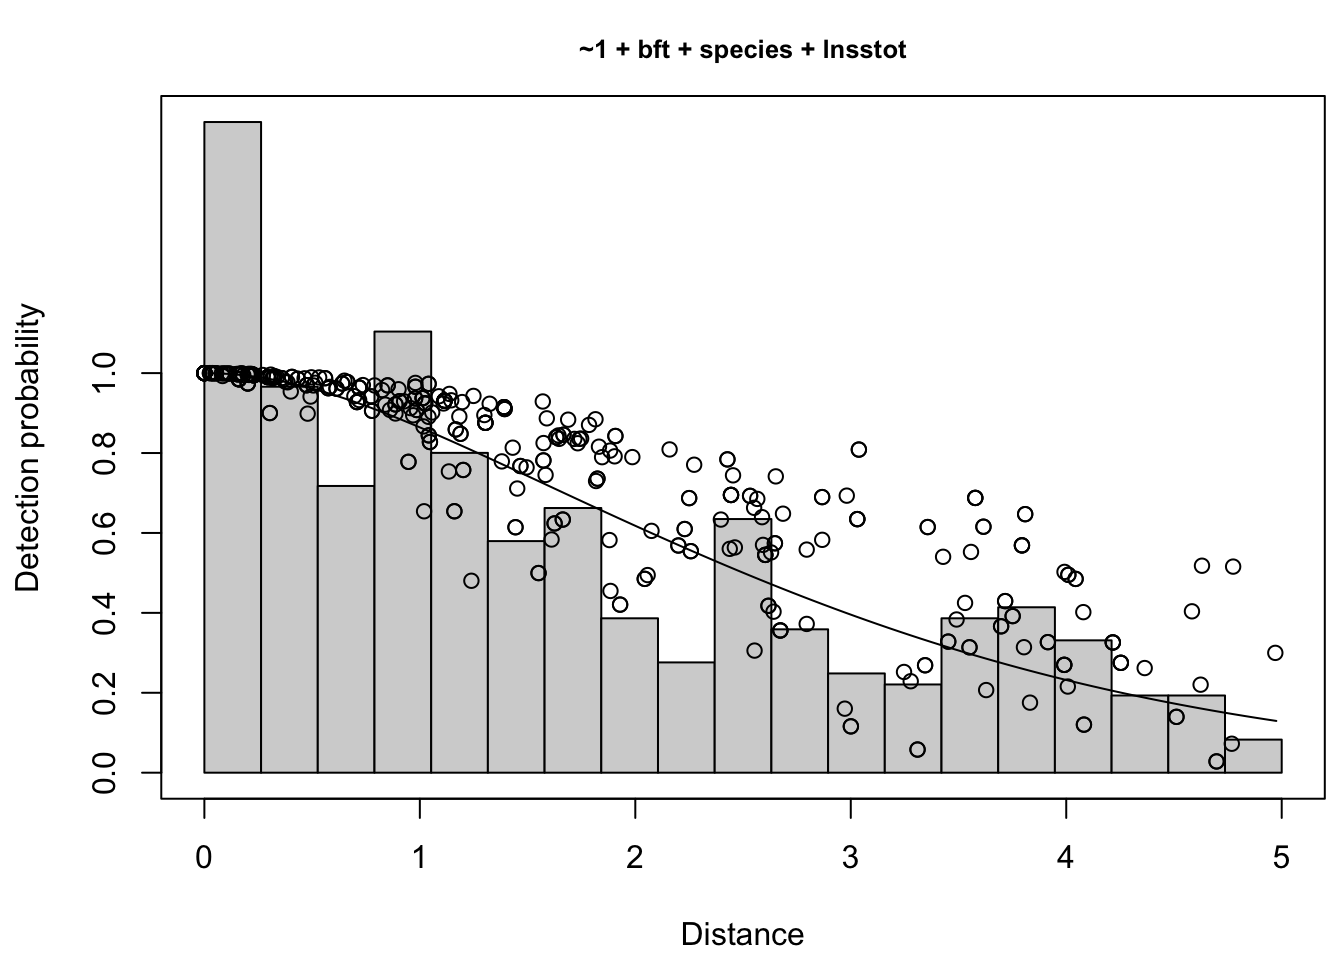 ~1 + bft + species + lnsstot
Detection probability
1.0
0.8
0.6
0.4
0.2
0.0
0 1 2 3 4 5
Distance